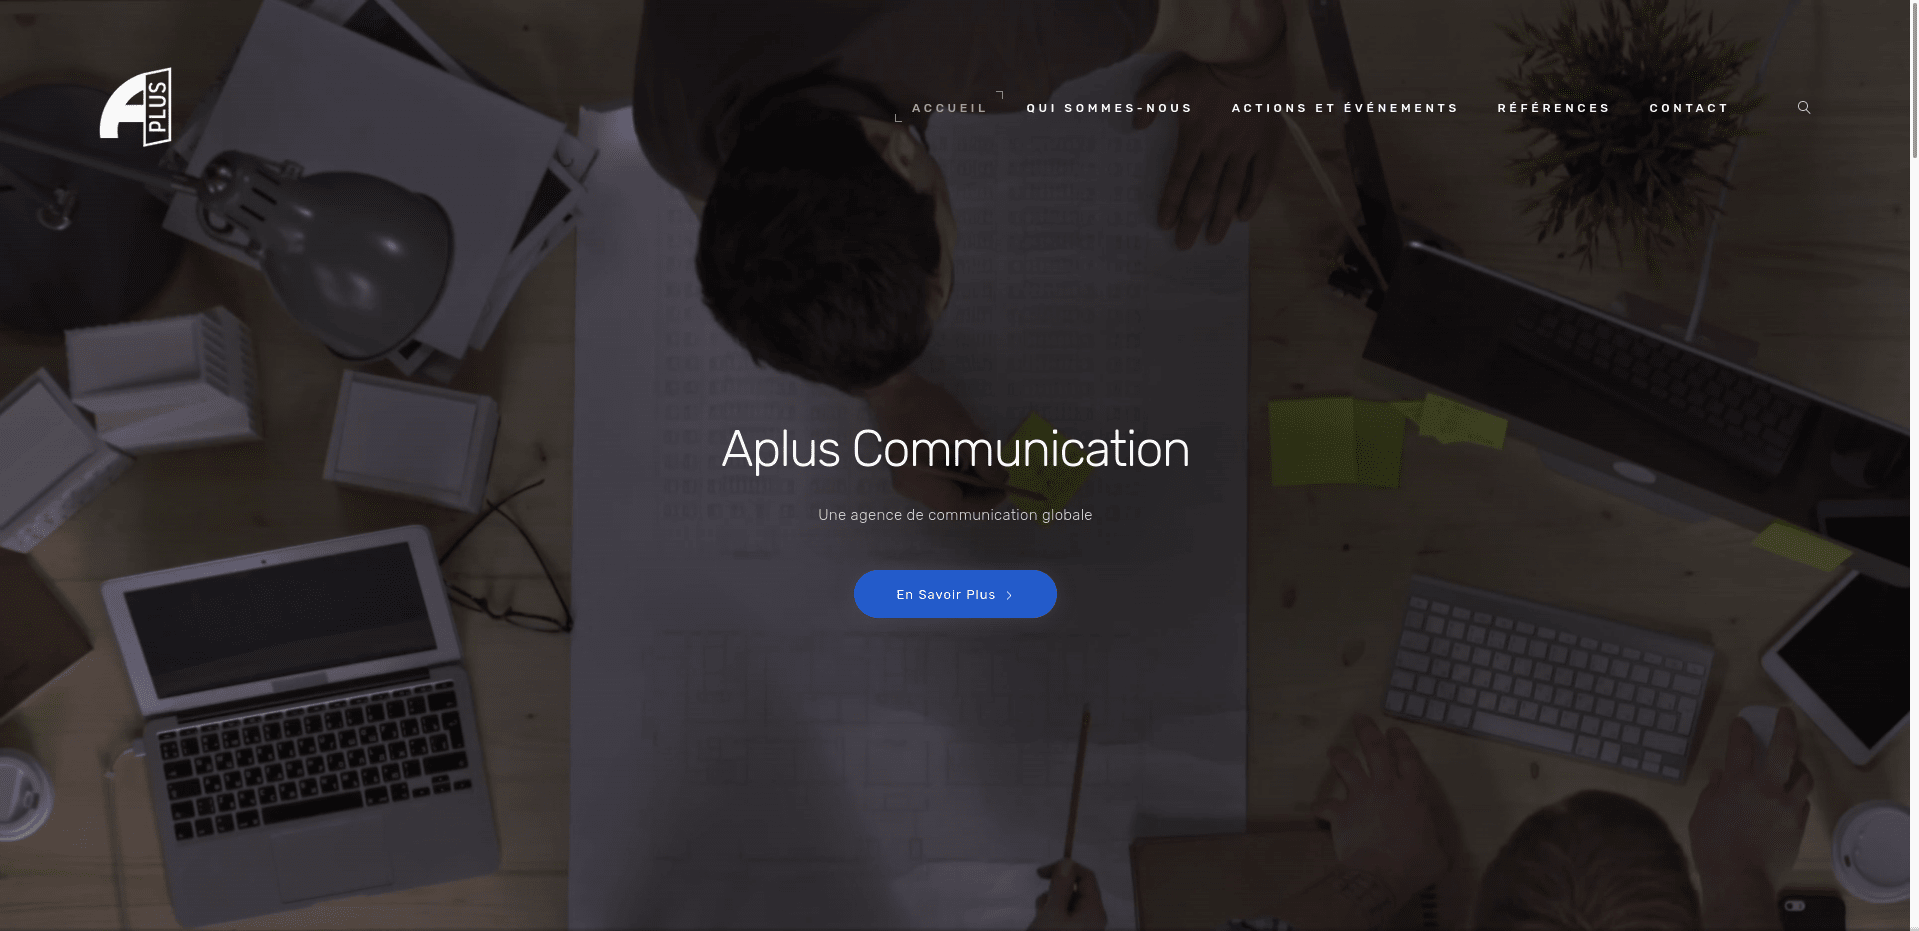 A PLUS
ACCUEIL
QUI SOMMES-NOUS
ACTIONS ET ÉVÉNEMENTS
RÉFÉRENCES
CONTACT
Aplus Communication
Une agence de communication globale
En Savoir Plus